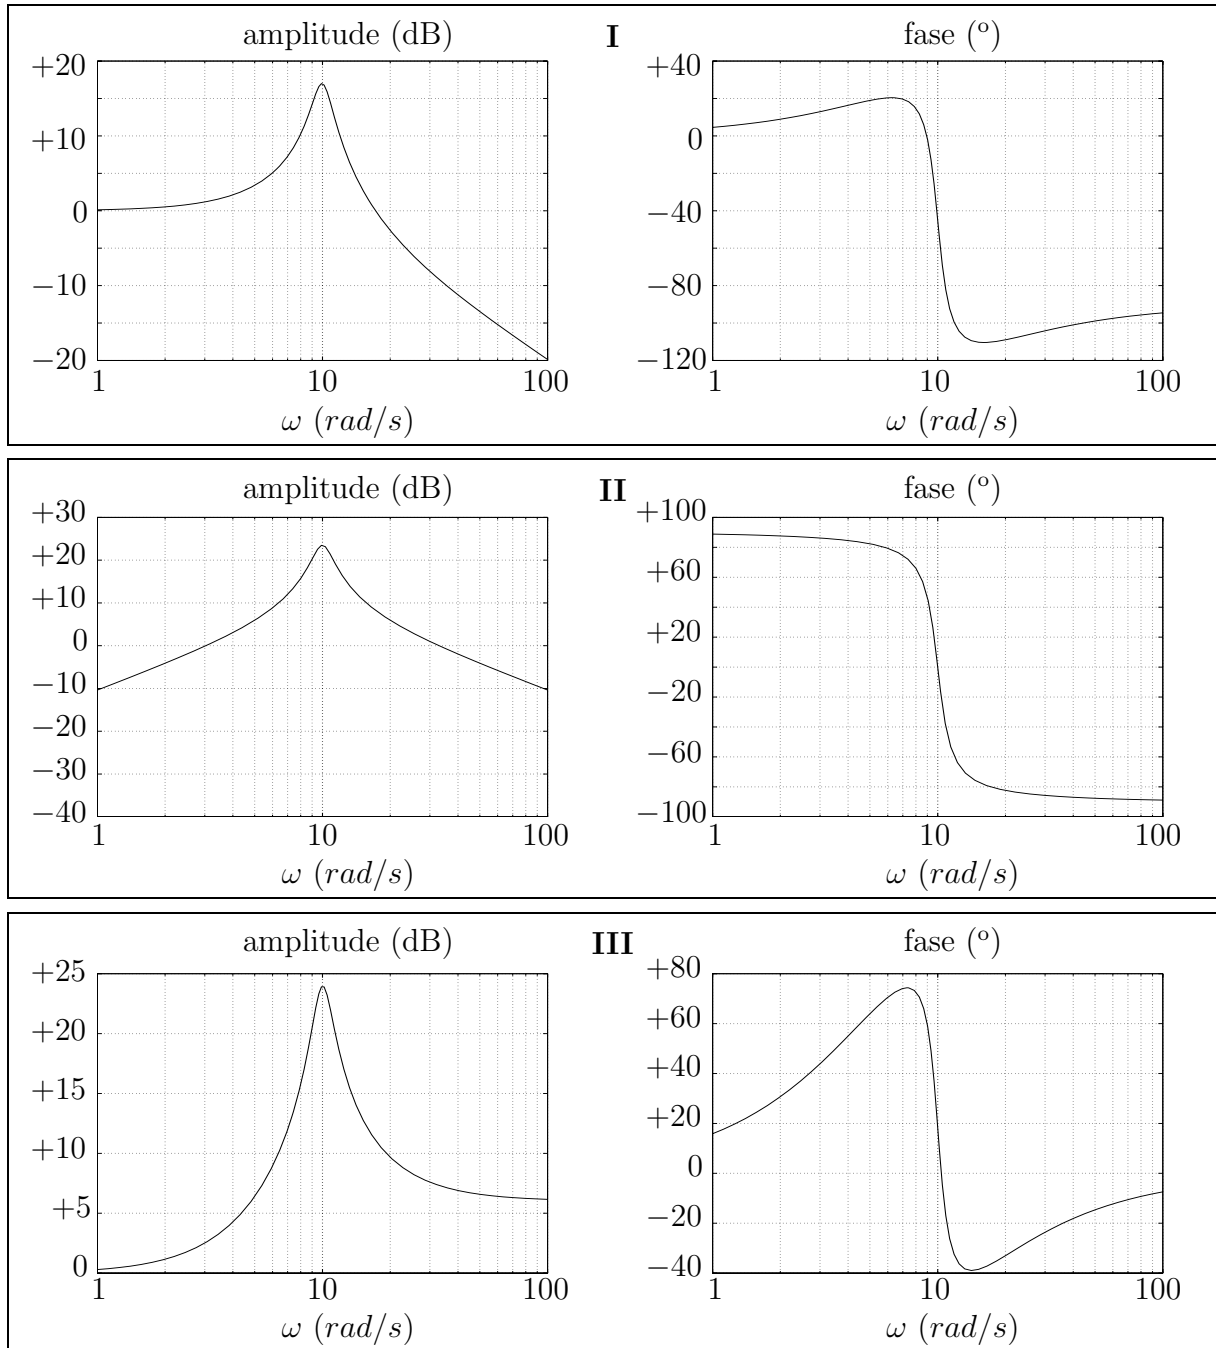 amplitude (dB) I fase (º)
+20
+10
0
−10
−20
1 10 100
ω (rad/s)
+40
0
−40
−80
−120
1 10 100
ω (rad/s)
amplitude (dB) II fase (º)
+30
+20
+10
0
−10
−20
−30
−40
1 10 100
ω (rad/s)
+100
+60
+20
−20
−60
−100
1 10 100
ω (rad/s)
amplitude (dB) III fase (º)
+25
+20
+15
+10
+5
0
1 10 100
ω (rad/s)
+80
+60
+40
+20
0
−20
−40
1 10 100
ω (rad/s)